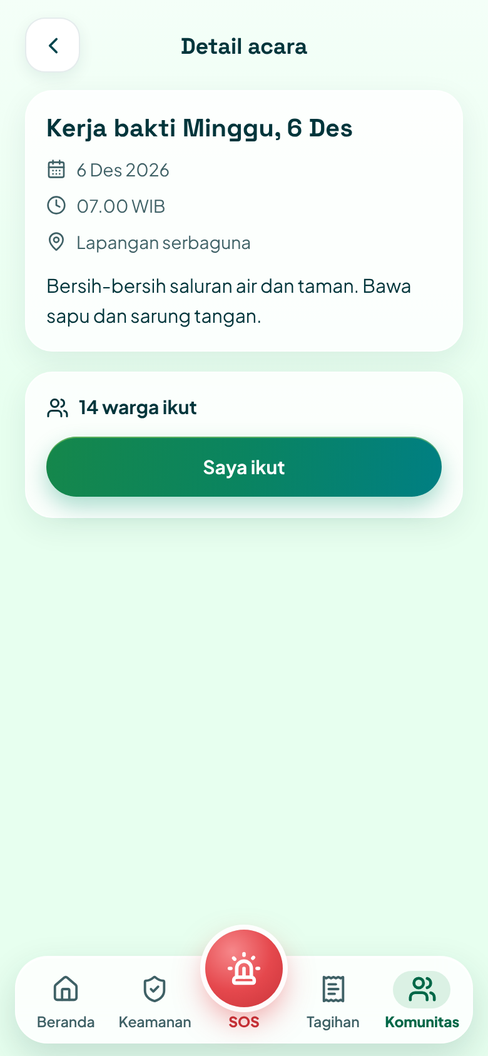 Detail acara
Kerja bakti Minggu, 6 Des
6 Des 2026
07.00 WIB
Lapangan serbaguna
Bersih-bersih saluran air dan taman. Bawa
sapu dan sarung tangan.
14 warga ikut
Saya ikut
Beranda
Keamanan
SOS
Tagihan
Komunitas